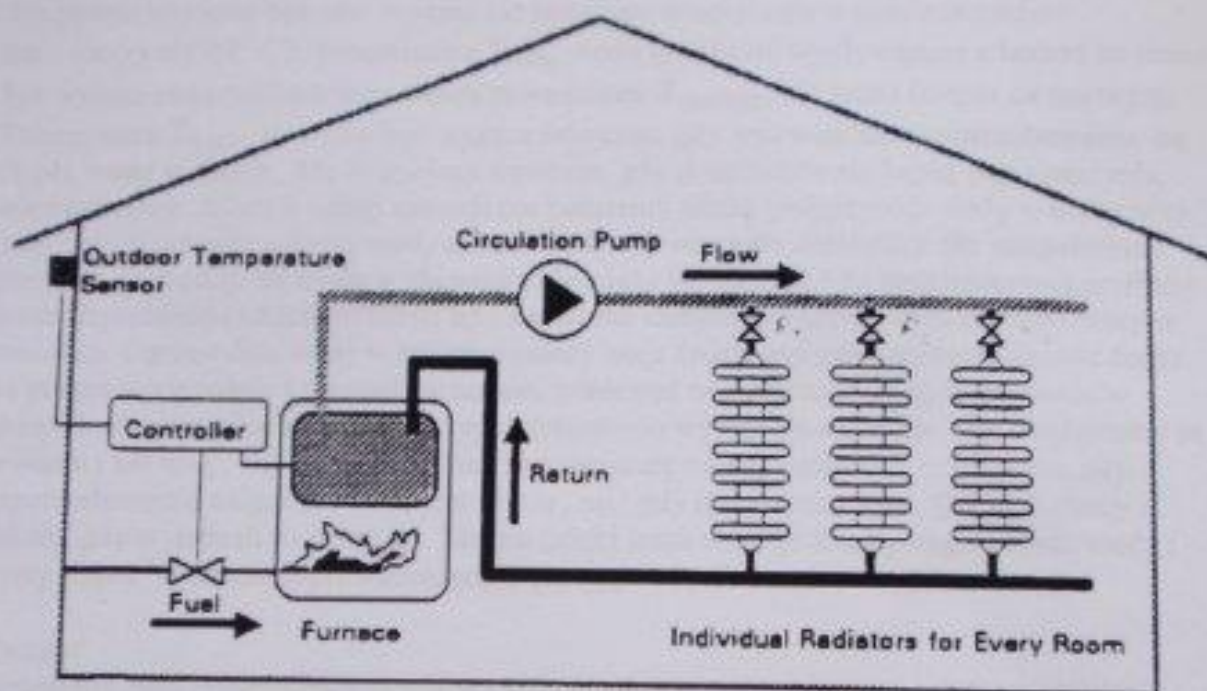 Circulation Pump
Flow
Outdoor Temperature
Sensor
Controller
Return
Fuel
Furnace
Individual Radiators for Every Room